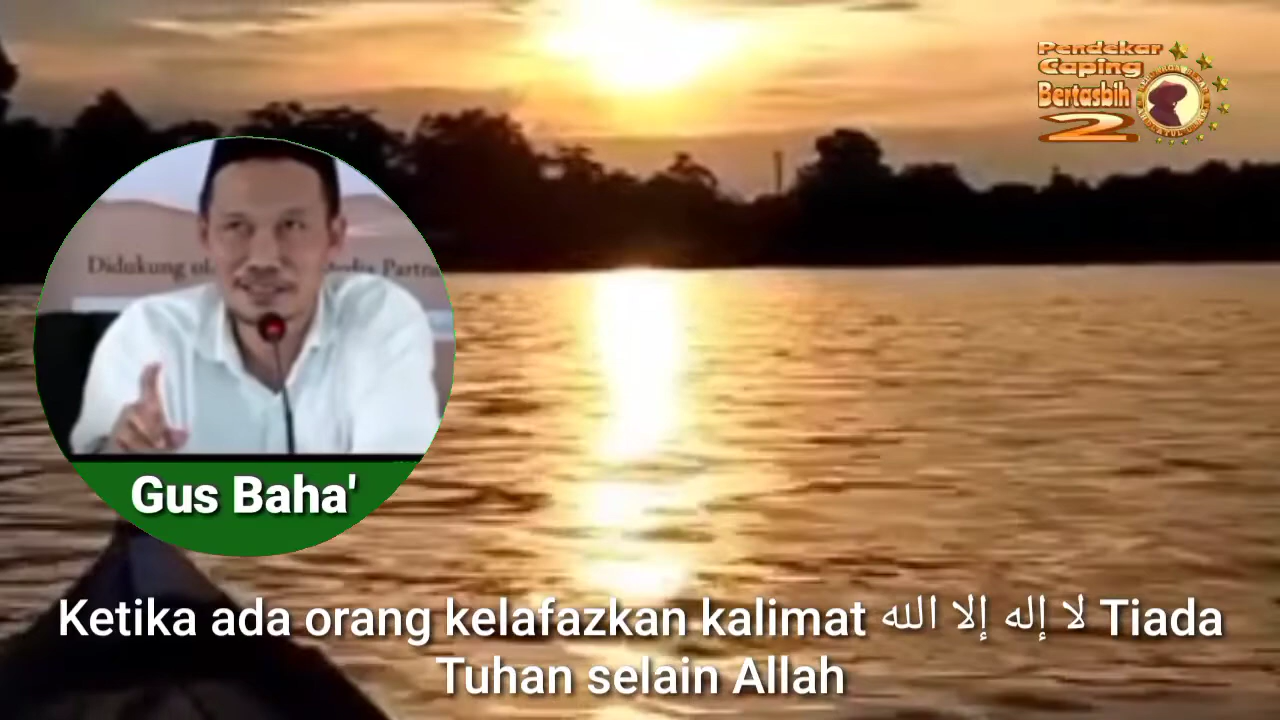 Pendekar
Caping
Bertasbih
2
Didukung
Gus Baha'
Ketika ada orang kelafazkan kalimat لا إله إلا الله Tiada
Tuhan selain Allah